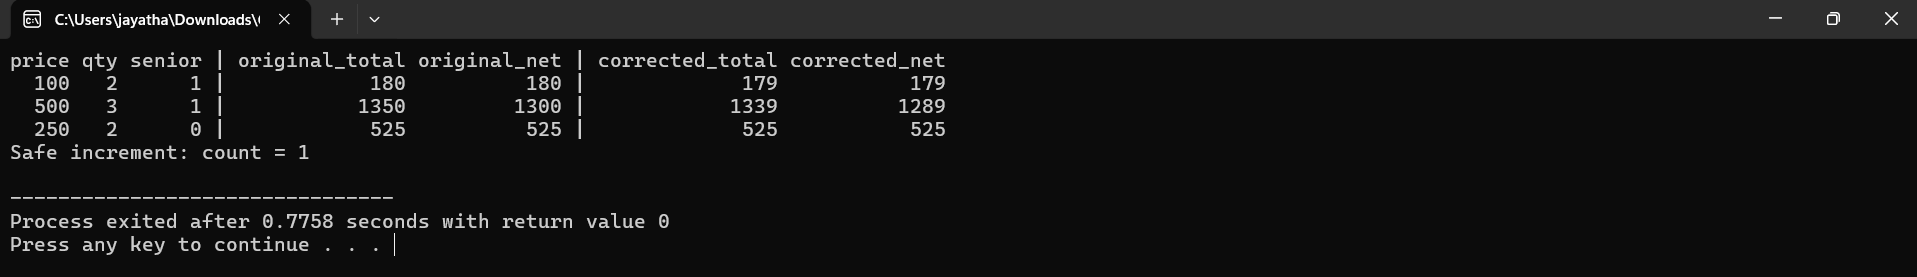 C:\Users\jayatha\Downloads\
price qty senior | original_total original_net | corrected_total corrected_net
  100   2      1 |            180          180 |             179           179
  500   3      1 |           1350         1300 |            1339          1289
  250   2      0 |            525          525 |             525           525
Safe increment: count = 1
--------------------------------
Process exited after 0.7758 seconds with return value 0
Press any key to continue . . .